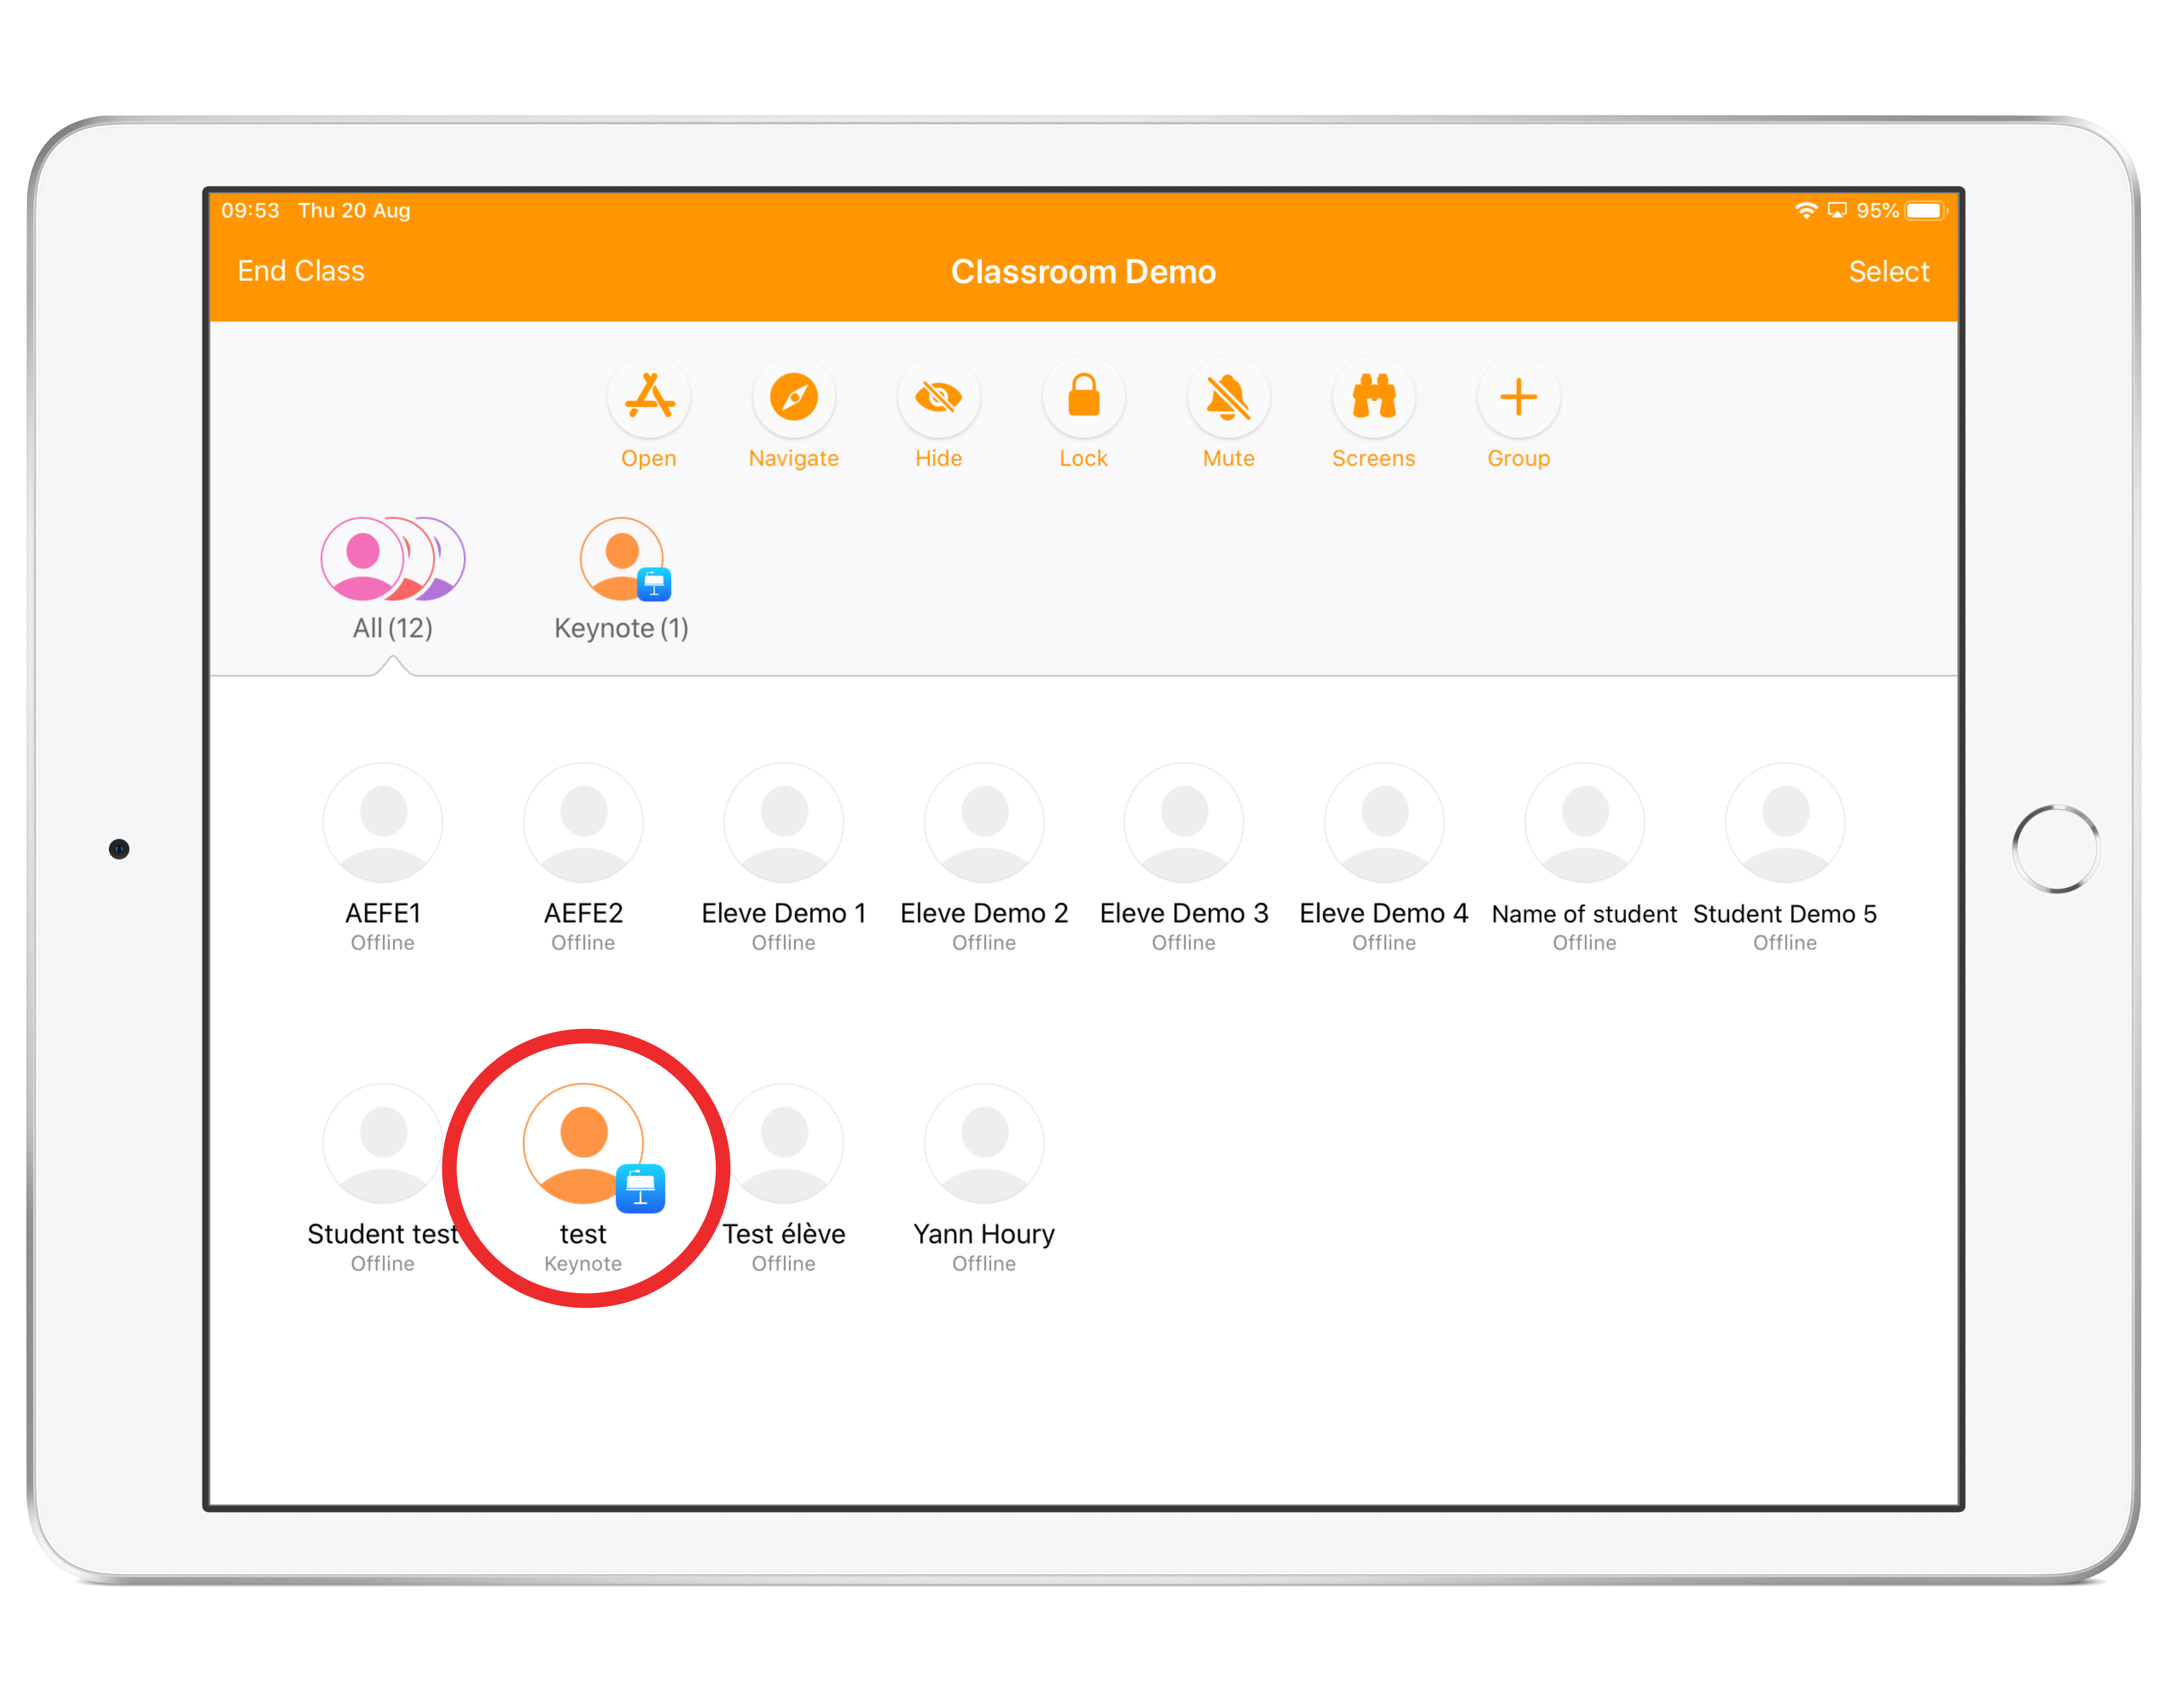 09:53 Thu 20 Aug 95%
End Class Classroom Demo Select
Open Navigate Hide Lock Mute Screens Group
All (12) Keynote (1)
AEFE1 AEFE2 Eleve Demo 1 Eleve Demo 2 Eleve Demo 3 Eleve Demo 4 Name of student Student Demo 5
Offline Offline Offline Offline Offline Offline Offline Offline
Student test test Test élève Yann Houry
Offline Keynote Offline Offline